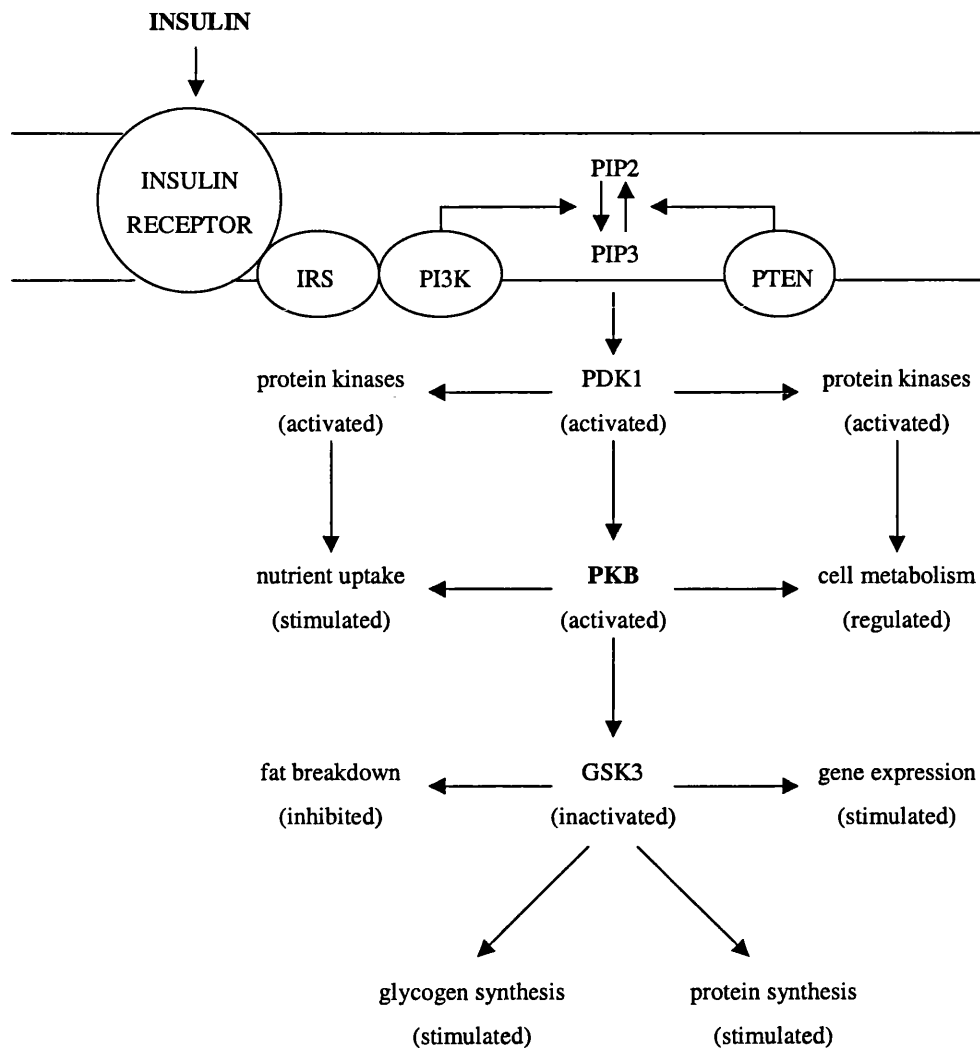 INSULIN
INSULIN
RECEPTOR
IRS
PI3K
PIP2
PIP3
PTEN
protein kinases
(activated)
PDK1
(activated)
protein kinases
(activated)
nutrient uptake
(stimulated)
PKB
(activated)
cell metabolism
(regulated)
fat breakdown
(inhibited)
GSK3
(inactivated)
gene expression
(stimulated)
glycogen synthesis
(stimulated)
protein synthesis
(stimulated)